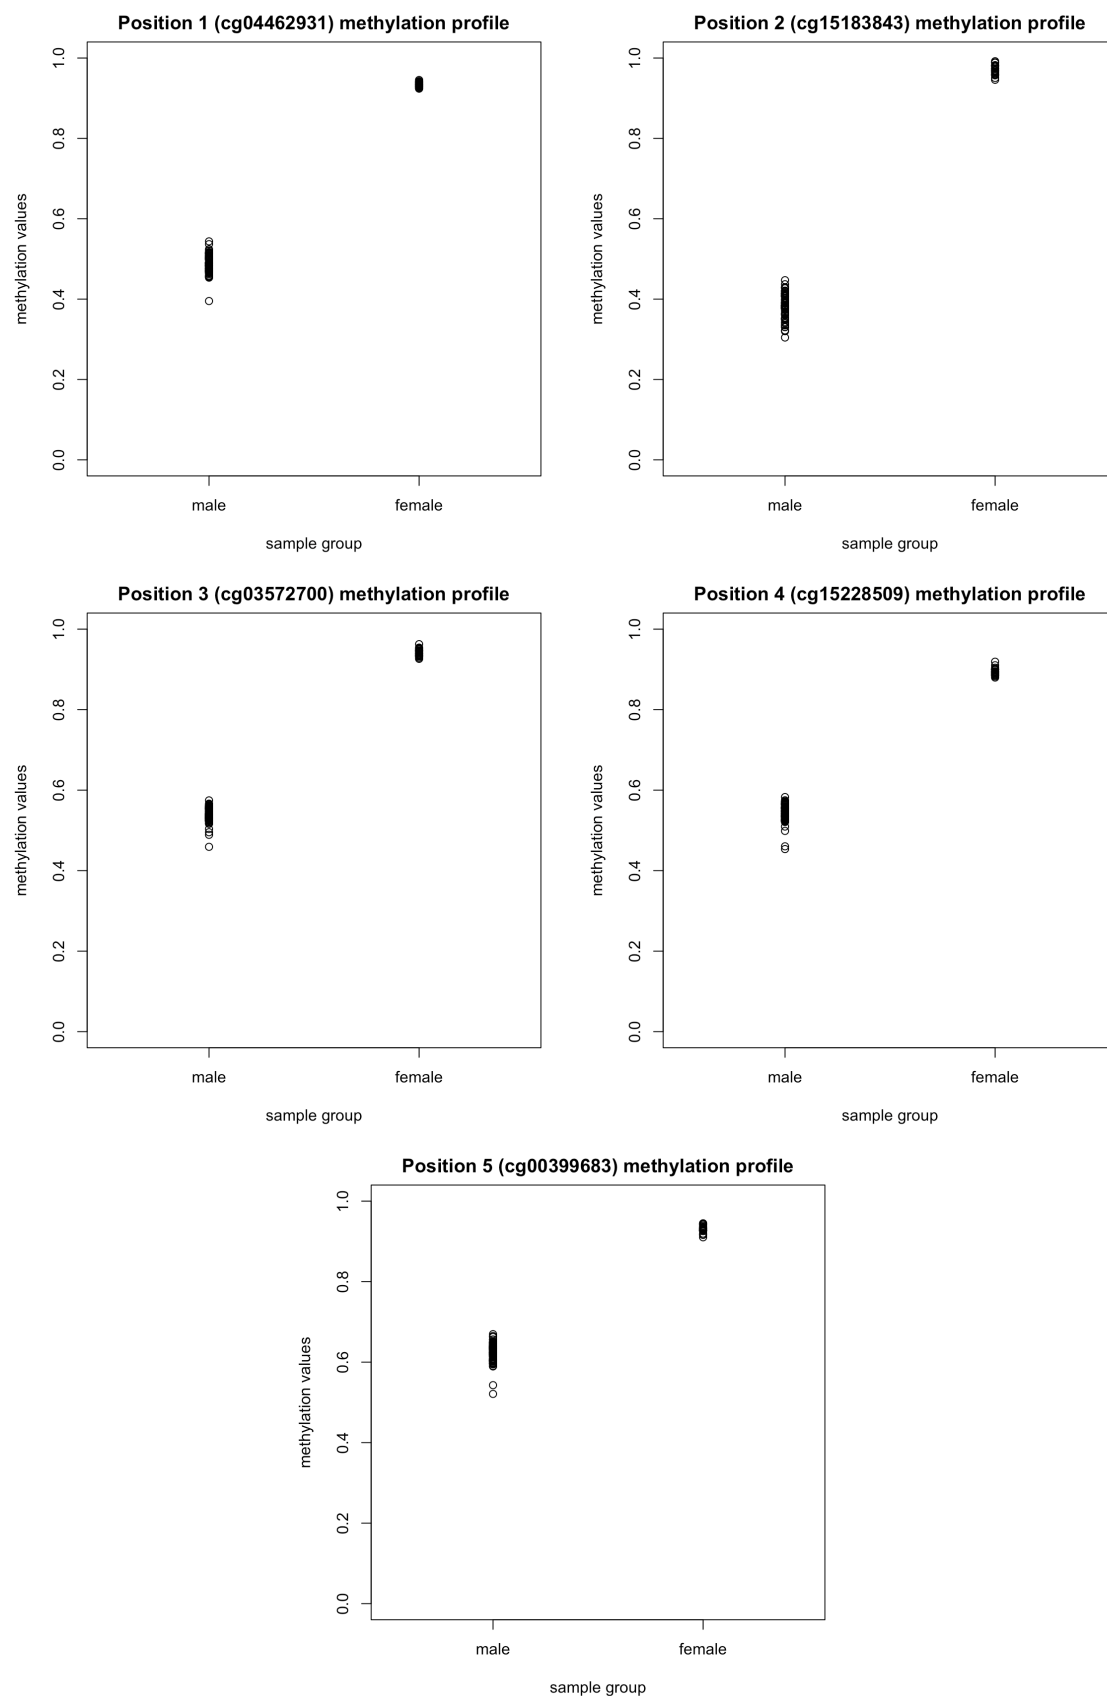 Position 1 (cg04462931) methylation profile
methylation values
1.0
0.8
0.6
0.4
0.2
0.0
male
female
sample group
Position 2 (cg15183843) methylation profile
methylation values
1.0
0.8
0.6
0.4
0.2
0.0
male
female
sample group
Position 3 (cg03572700) methylation profile
methylation values
1.0
0.8
0.6
0.4
0.2
0.0
male
female
sample group
Position 4 (cg15228509) methylation profile
methylation values
1.0
0.8
0.6
0.4
0.2
0.0
male
female
sample group
Position 5 (cg00399683) methylation profile
methylation values
1.0
0.8
0.6
0.4
0.2
0.0
male
female
sample group